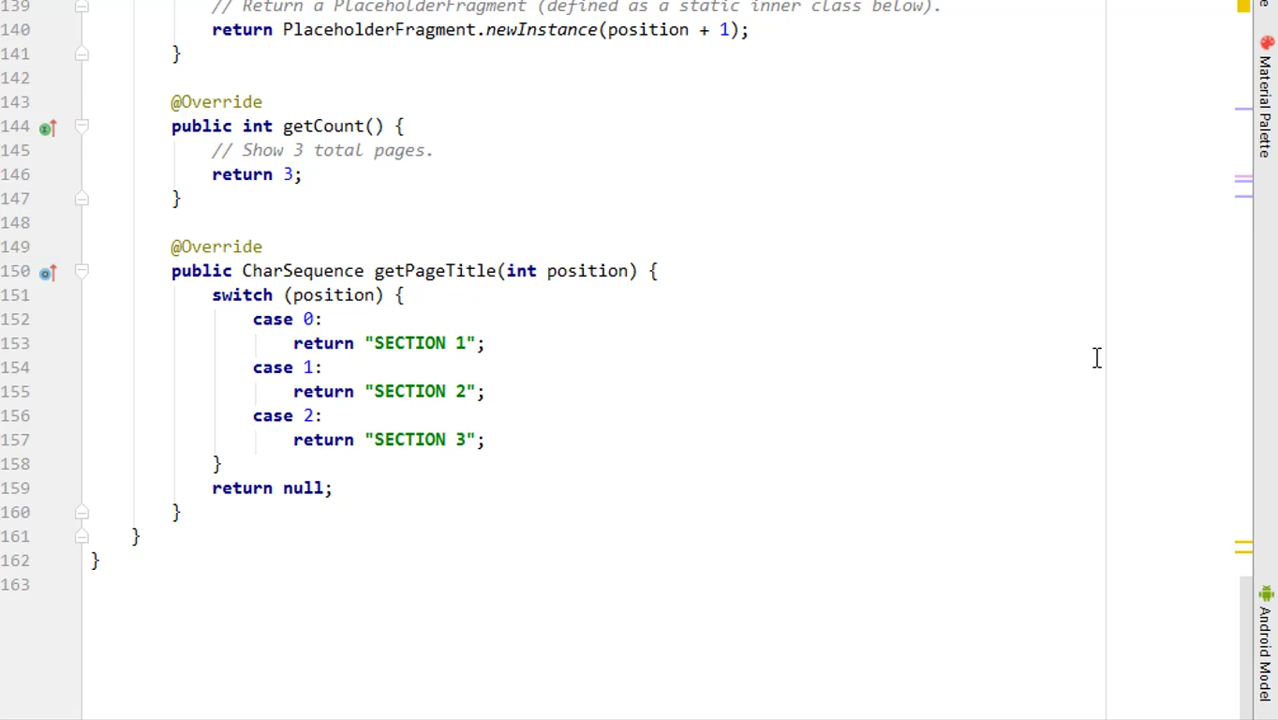 139 // Return a PlaceholderFragment (defined as a static inner class below).
140 return PlaceholderFragment.newInstance(position + 1);
141 }
142
143 @Override
144 public int getCount() {
145 // Show 3 total pages.
146 return 3;
147 }
148
149 @Override
150 public CharSequence getPageTitle(int position) {
151 switch (position) {
152 case 0:
153 return "SECTION 1";
154 case 1:
155 return "SECTION 2";
156 case 2:
157 return "SECTION 3";
158 }
159 return null;
160 }
161 }
162 }
163
Material Palette
Android Model